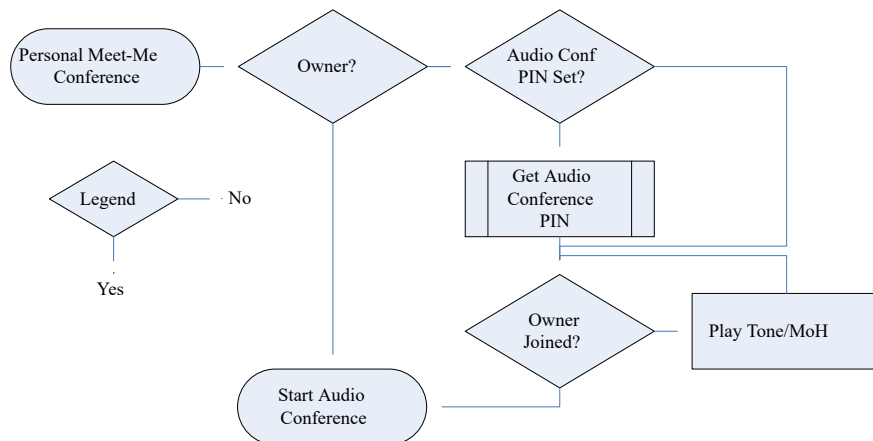 Personal Meet-Me
Conference
Owner?
Audio Conf
PIN Set?
Legend
No
Yes
Get Audio
Conference
PIN
Owner
Joined?
Play Tone/MoH
Start Audio
Conference